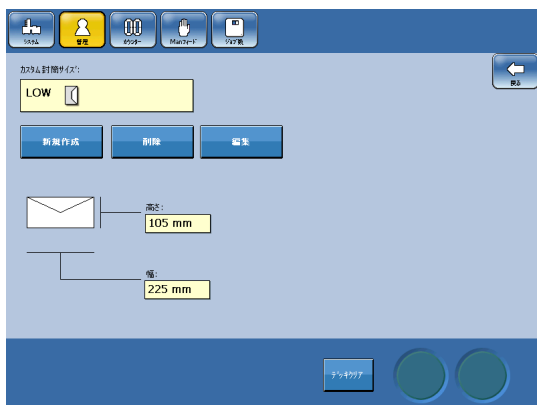 システム
管理
カウンター
Manフィード
ジョブ被
戻る
カスタム封筒サイズ:
LOW
新規作成
削除
編集
高さ:
105 mm
幅:
225 mm
デッキクリア